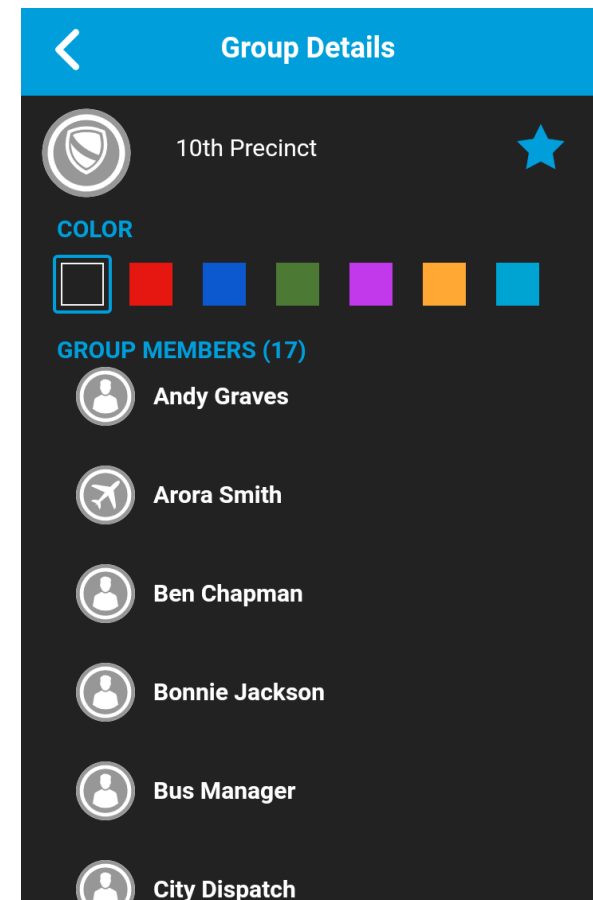 Group Details
10th Precinct
COLOR
GROUP MEMBERS (17)
Andy Graves
Arora Smith
Ben Chapman
Bonnie Jackson
Bus Manager
City Dispatch